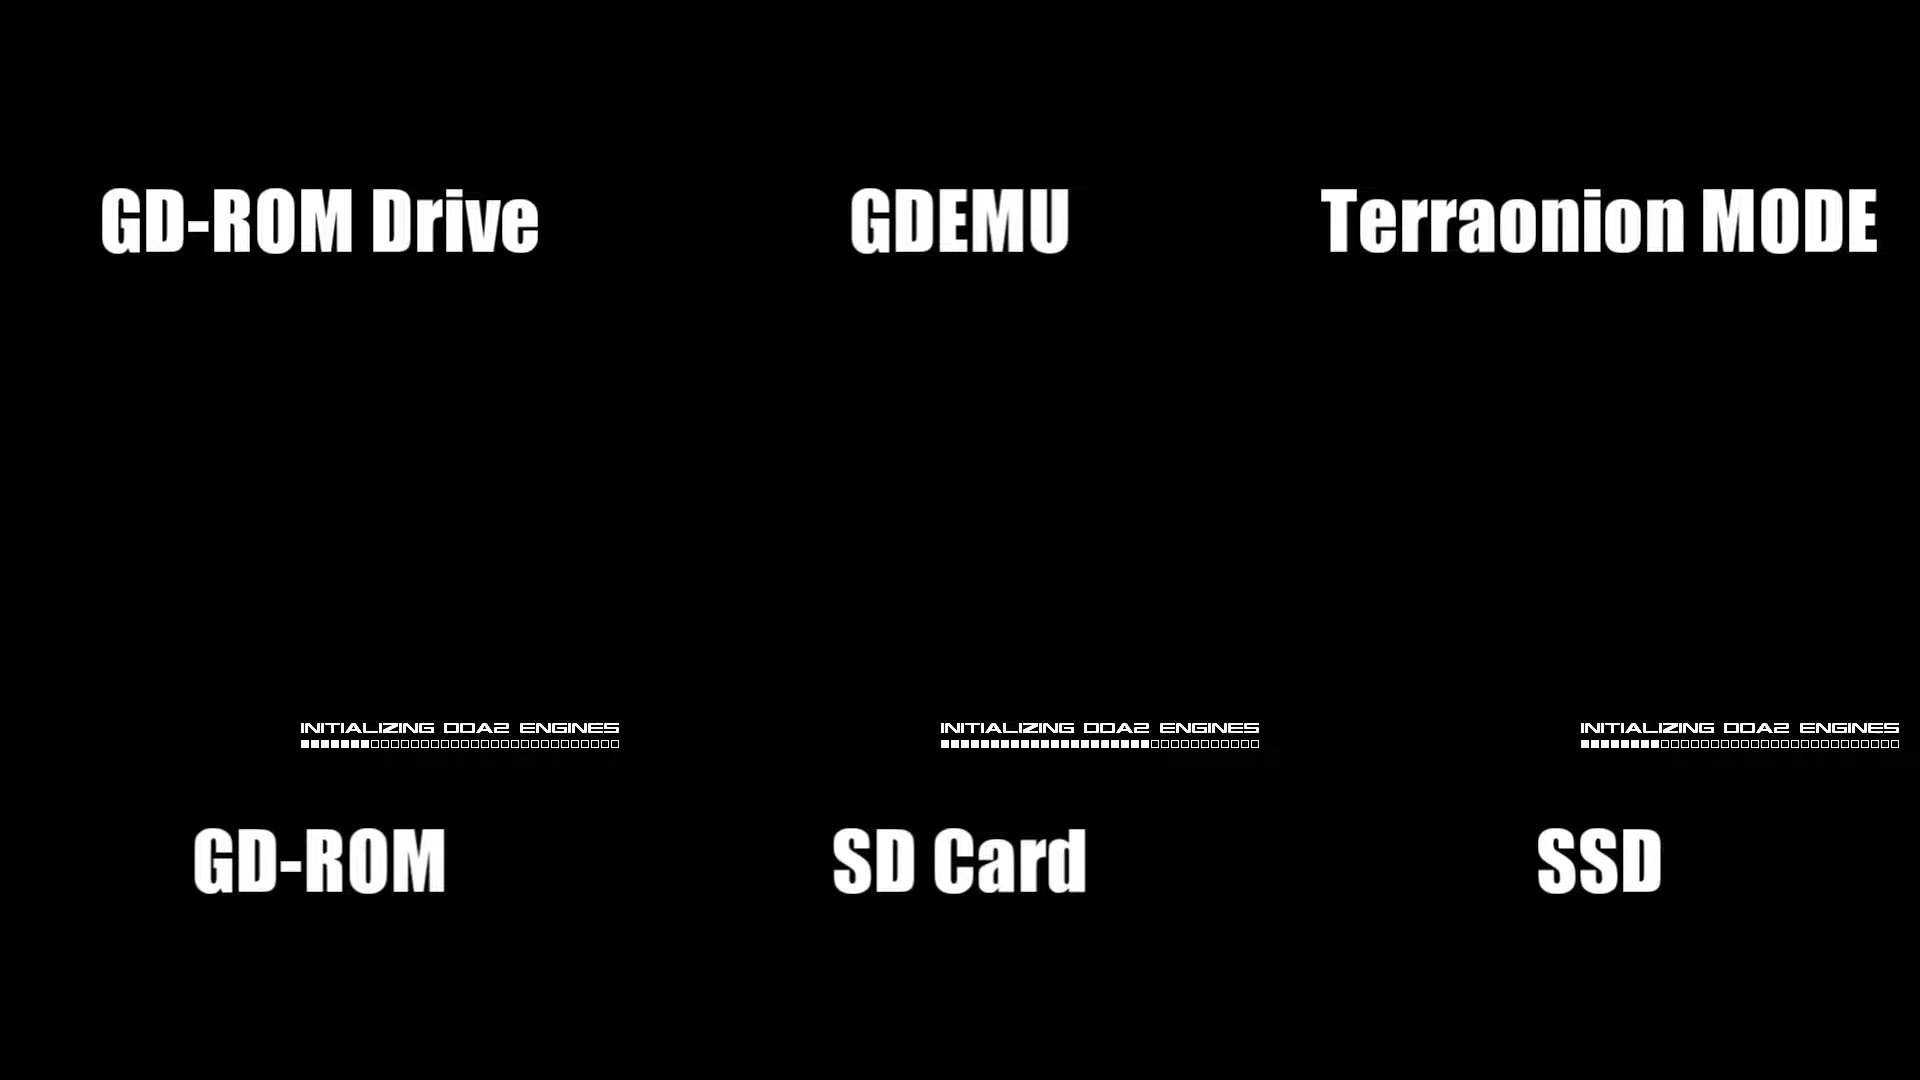 GD-ROM Drive
GDEMU
Terraonion MODE
INITIALIZING DOA2 ENGINES
INITIALIZING DOA2 ENGINES
INITIALIZING DOA2 ENGINES
GD-ROM
SD Card
SSD